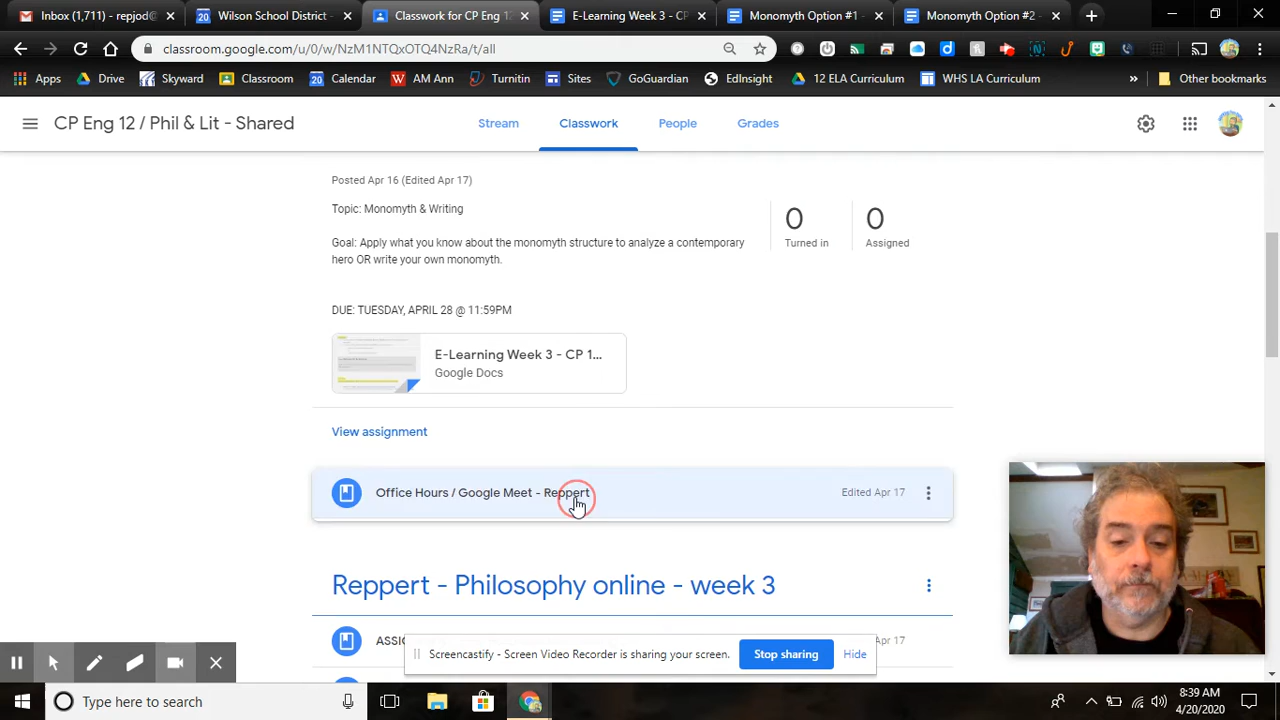 Inbox (1,711) - repjod@
Wilson School District -
Classwork for CP Eng 12
E-Learning Week 3 - CP
Monomyth Option #1 -
Monomyth Option #2 -
classroom.google.com/u/0/w/NzM1NTQxOTQ4NzRa/t/all
Apps
Drive
Skyward
Classroom
20 Calendar
AM Ann
Turnitin
Sites
GoGuardian
EdInsight
12 ELA Curriculum
WHS LA Curriculum
»
Other bookmarks
CP Eng 12 / Phil & Lit - Shared
Stream
Classwork
People
Grades
Posted Apr 16 (Edited Apr 17)
Topic: Monomyth & Writing
Goal: Apply what you know about the monomyth structure to analyze a contemporary
hero OR write your own monomyth.
0
Turned in
0
Assigned
DUE: TUESDAY, APRIL 28 @ 11:59PM
E-Learning Week 3 - CP 1...
Google Docs
View assignment
Office Hours / Google Meet - Reppert
Edited Apr 17
Reppert - Philosophy online - week 3
Apr 17
Screencastify - Screen Video Recorder is sharing your screen.
Stop sharing
Hide
Type here to search
8:39 AM
4/20/2020